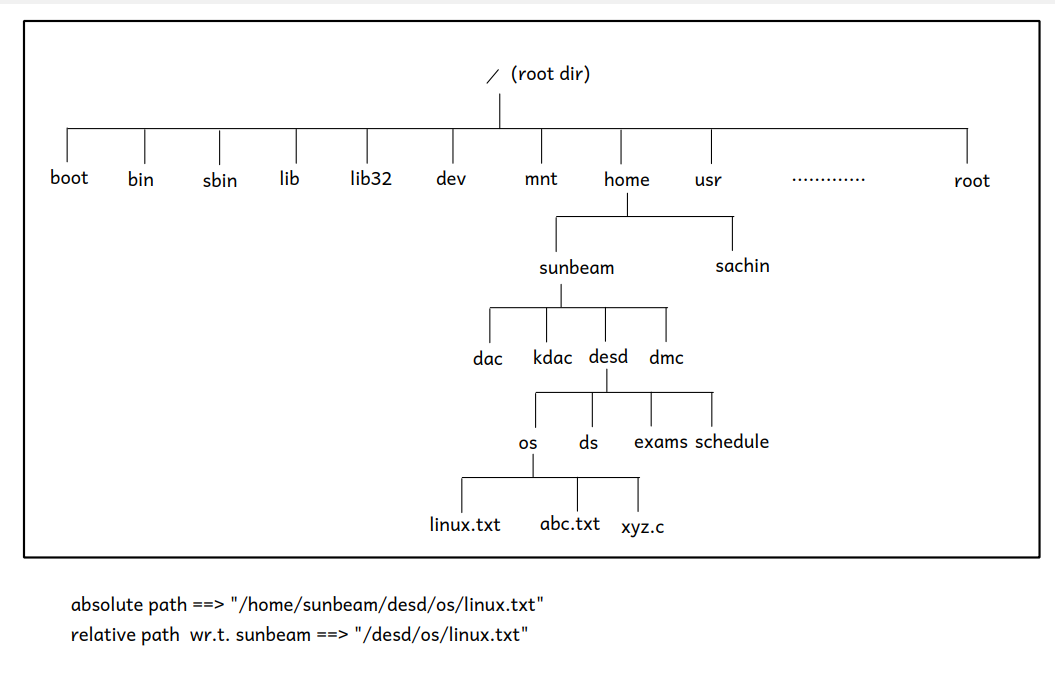 / (root dir)
boot bin sbin lib lib32 dev mnt home usr ............. root
sunbeam sachin
dac kdac desd dmc
os ds exams schedule
linux.txt abc.txt xyz.c
absolute path ==> "/home/sunbeam/desd/os/linux.txt"
relative path wr.t. sunbeam ==> "/desd/os/linux.txt"